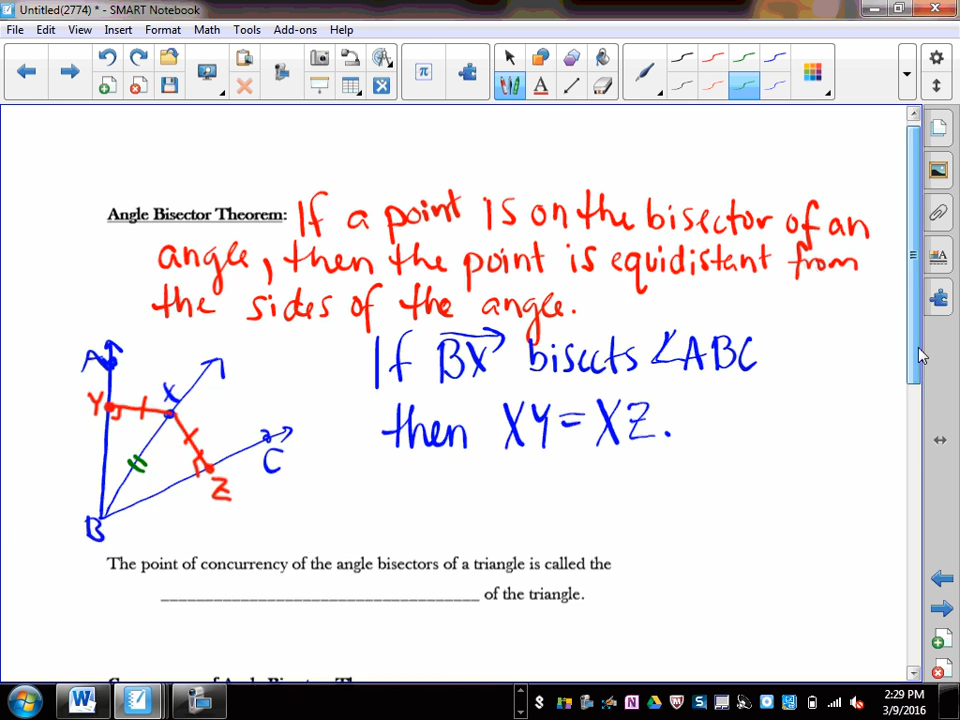 Untitled(2774) * - SMART Notebook
File Edit View Insert Format Math Tools Add-ons Help
Angle Bisector Theorem: If a point is on the bisector of an
angle, then the point is equidistant from
the sides of the angle.
If BX bisects ∠ABC
then XY = XZ.
A
Y
X
C
Z
B
The point of concurrency of the angle bisectors of a triangle is called the
____________________________________ of the triangle.
2:29 PM
3/9/2016